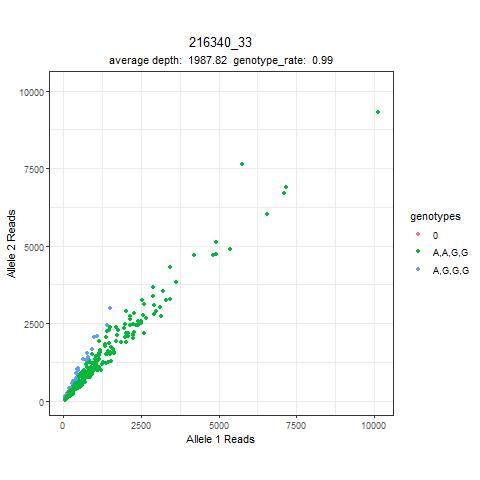 216340_33
average depth:  1987.82  genotype_rate:  0.99
10000
7500
5000
2500
0
Allele 2 Reads
0 2500 5000 7500 10000
Allele 1 Reads
genotypes
0
A,A,G,G
A,G,G,G